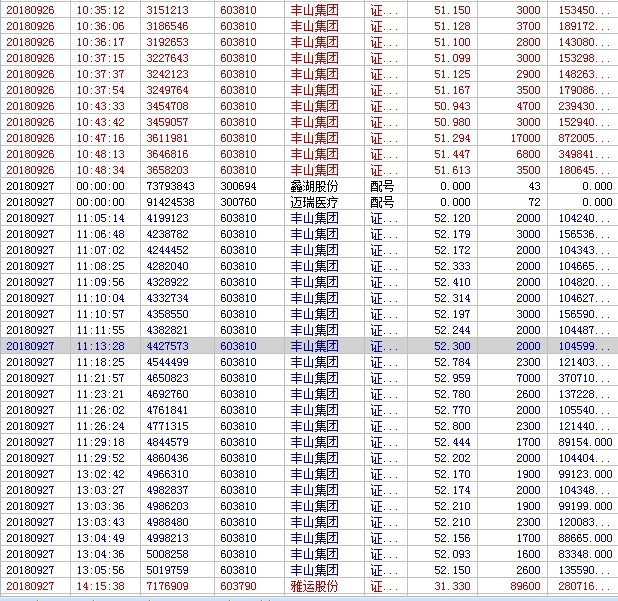 20180926 10:35:12 3151213 603810 丰山集团 证... 51.150 3000 153450...
20180926 10:36:06 3186546 603810 丰山集团 证... 51.128 3700 189172...
20180926 10:36:17 3192653 603810 丰山集团 证... 51.100 2800 143080...
20180926 10:37:15 3227643 603810 丰山集团 证... 51.099 3000 153298...
20180926 10:37:37 3242123 603810 丰山集团 证... 51.125 2900 148263...
20180926 10:37:54 3249764 603810 丰山集团 证... 51.167 3500 179086...
20180926 10:43:33 3454708 603810 丰山集团 证... 50.943 4700 239430...
20180926 10:43:42 3459057 603810 丰山集团 证... 50.980 3000 152940...
20180926 10:47:16 3611981 603810 丰山集团 证... 51.294 17000 872005...
20180926 10:48:13 3646816 603810 丰山集团 证... 51.447 6800 349841...
20180926 10:48:34 3658203 603810 丰山集团 证... 51.613 3500 180645...
20180927 00:00:00 73793843 300694 蠡湖股份 配号 0.000 43 0.000
20180927 00:00:00 91424538 300760 迈瑞医疗 配号 0.000 72 0.000
20180927 11:05:14 4199123 603810 丰山集团 证... 52.120 2000 104240...
20180927 11:06:48 4238782 603810 丰山集团 证... 52.179 3000 156536...
20180927 11:07:02 4244452 603810 丰山集团 证... 52.172 2000 104343...
20180927 11:08:25 4282040 603810 丰山集团 证... 52.333 2000 104665...
20180927 11:09:56 4328922 603810 丰山集团 证... 52.410 2000 104820...
20180927 11:10:04 4332734 603810 丰山集团 证... 52.314 2000 104627...
20180927 11:10:57 4358550 603810 丰山集团 证... 52.197 3000 156590...
20180927 11:11:55 4382821 603810 丰山集团 证... 52.244 2000 104487...
20180927 11:13:28 4427573 603810 丰山集团 证... 52.300 2000 104599...
20180927 11:18:25 4544499 603810 丰山集团 证... 52.784 2300 121403...
20180927 11:21:57 4650823 603810 丰山集团 证... 52.959 7000 370710...
20180927 11:23:21 4692760 603810 丰山集团 证... 52.780 2600 137228...
20180927 11:26:02 4761841 603810 丰山集团 证... 52.770 2000 105540...
20180927 11:26:24 4771315 603810 丰山集团 证... 52.800 2300 121440...
20180927 11:29:18 4844579 603810 丰山集团 证... 52.444 1700 89154.000
20180927 11:29:52 4860436 603810 丰山集团 证... 52.202 2000 104404...
20180927 13:02:42 4966310 603810 丰山集团 证... 52.170 1900 99123.000
20180927 13:03:27 4982837 603810 丰山集团 证... 52.174 2000 104348...
20180927 13:03:36 4986203 603810 丰山集团 证... 52.210 1900 99199.000
20180927 13:03:43 4988480 603810 丰山集团 证... 52.210 2300 120083...
20180927 13:04:49 4998213 603810 丰山集团 证... 52.156 1700 88665.000
20180927 13:04:36 5008258 603810 丰山集团 证... 52.093 1600 83348.000
20180927 13:05:56 5019759 603810 丰山集团 证... 52.150 2600 135590...
20180927 14:15:38 7176909 603790 雅运股份 证... 31.330 89600 280716...